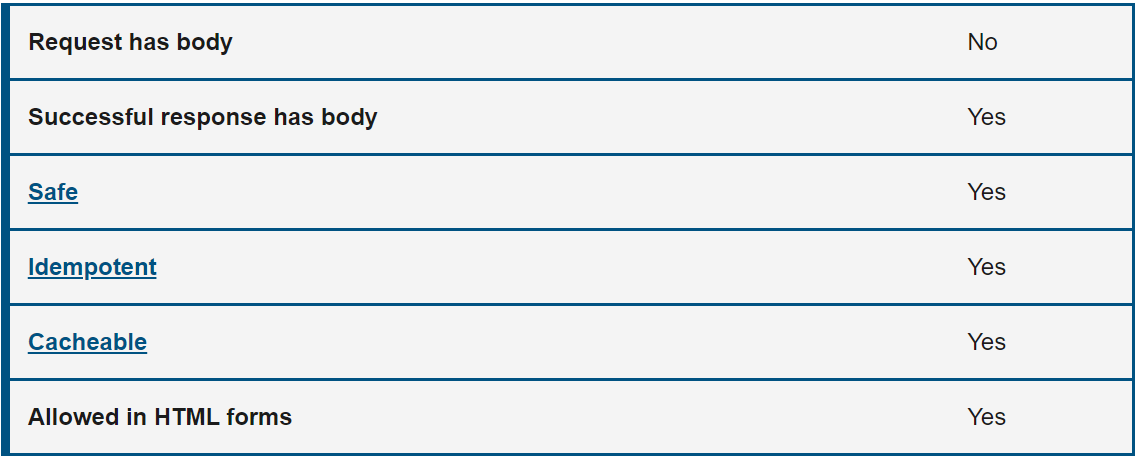 Request has body No
Successful response has body Yes
Safe Yes
Idempotent Yes
Cacheable Yes
Allowed in HTML forms Yes